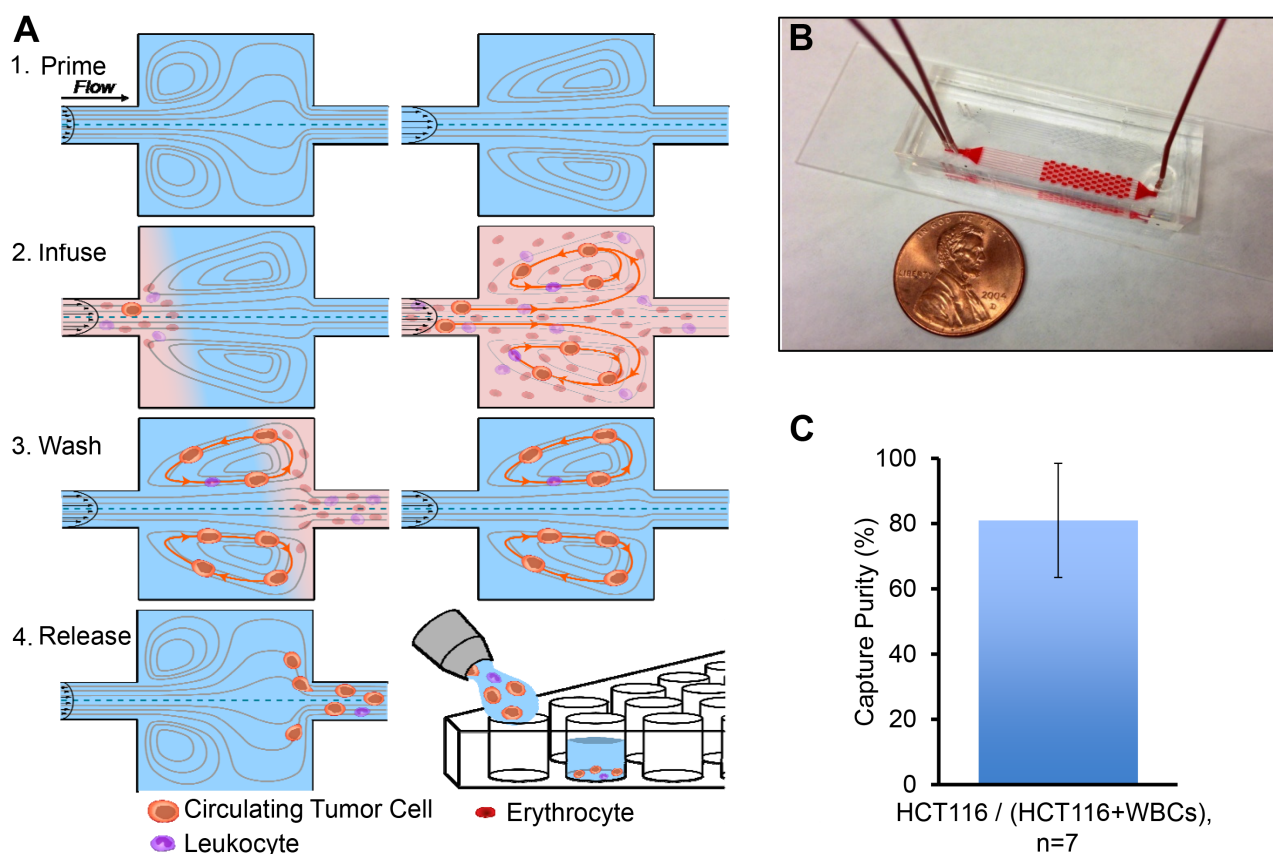 A
1. Prime
Flow
2. Infuse
3. Wash
4. Release
Circulating Tumor Cell
Erythrocyte
Leukocyte
B
LIBERTY
2004
D
C
100
80
60
40
20
0
Capture Purity (%)
HCT116 / (HCT116+WBCs),
n=7